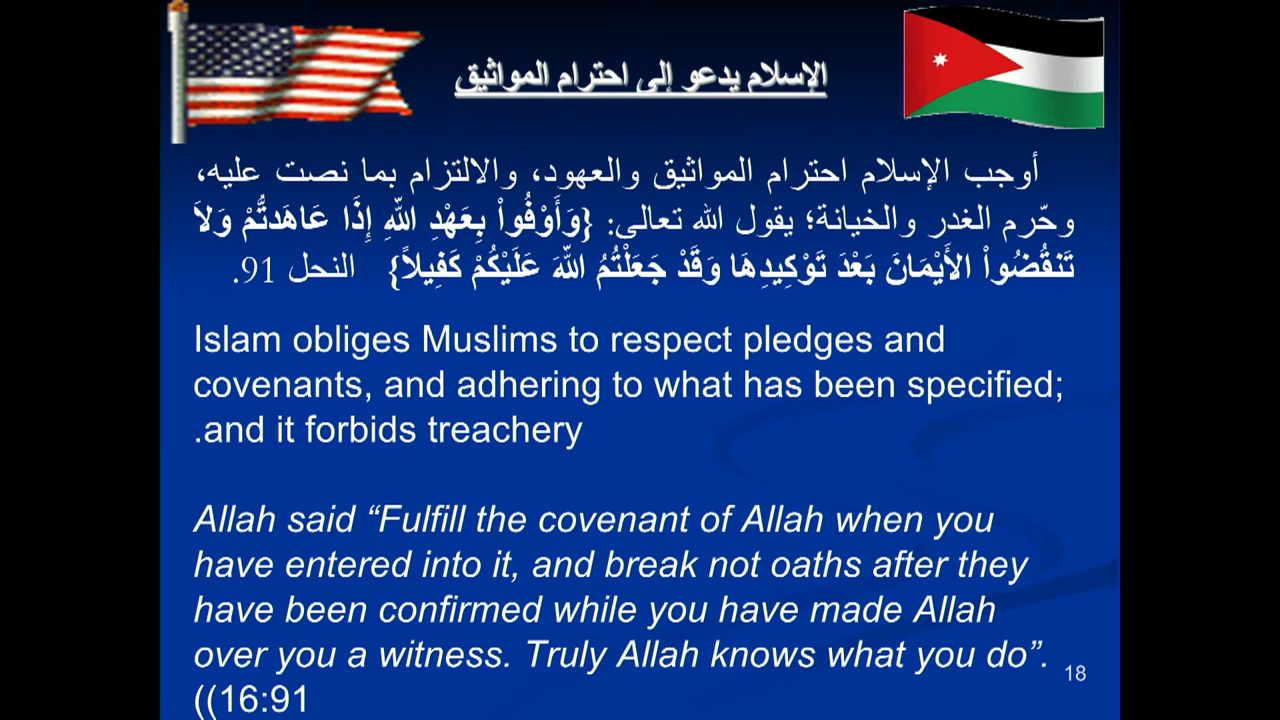 الإسلام يدعو إلى احترام المواثيق
أوجب الإسلام احترام المواثيق والعهود، والالتزام بما نصت عليه،
وحّرم الغدر والخيانة؛ يقول الله تعالى: {وَأَوْفُواْ بِعَهْدِ اللّهِ إِذَا عَاهَدتُّمْ وَلاَ
تَنقُضُواْ الأَيْمَانَ بَعْدَ تَوْكِيدِهَا وَقَدْ جَعَلْتُمُ اللّهَ عَلَيْكُمْ كَفِيلاً} النحل 91.
Islam obliges Muslims to respect pledges and
covenants, and adhering to what has been specified;
.and it forbids treachery
Allah said “Fulfill the covenant of Allah when you
have entered into it, and break not oaths after they
have been confirmed while you have made Allah
over you a witness. Truly Allah knows what you do”.
((16:91
18